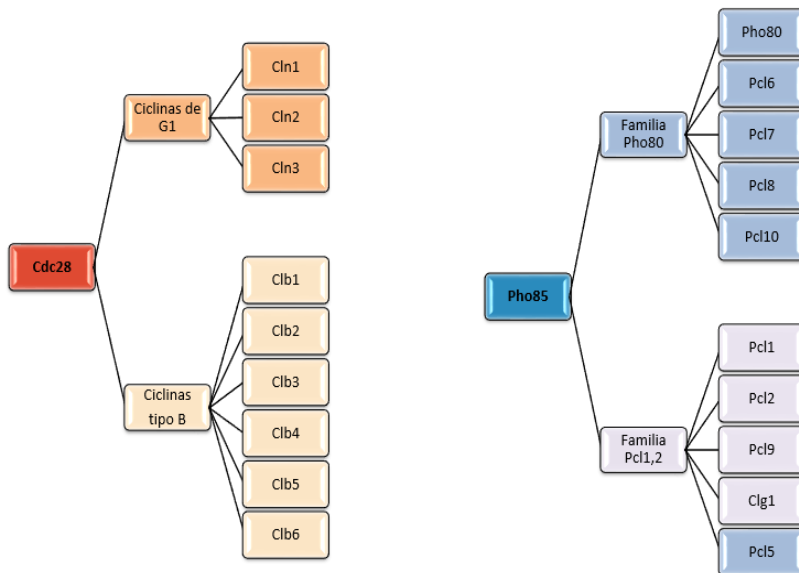 Cdc28
Ciclinas de
G1
Cln1
Cln2
Cln3
Ciclinas
tipo B
Clb1
Clb2
Clb3
Clb4
Clb5
Clb6
Pho85
Familia
Pho80
Pho80
Pcl6
Pcl7
Pcl8
Pcl10
Familia
Pcl1,2
Pcl1
Pcl2
Pcl9
Clg1
Pcl5